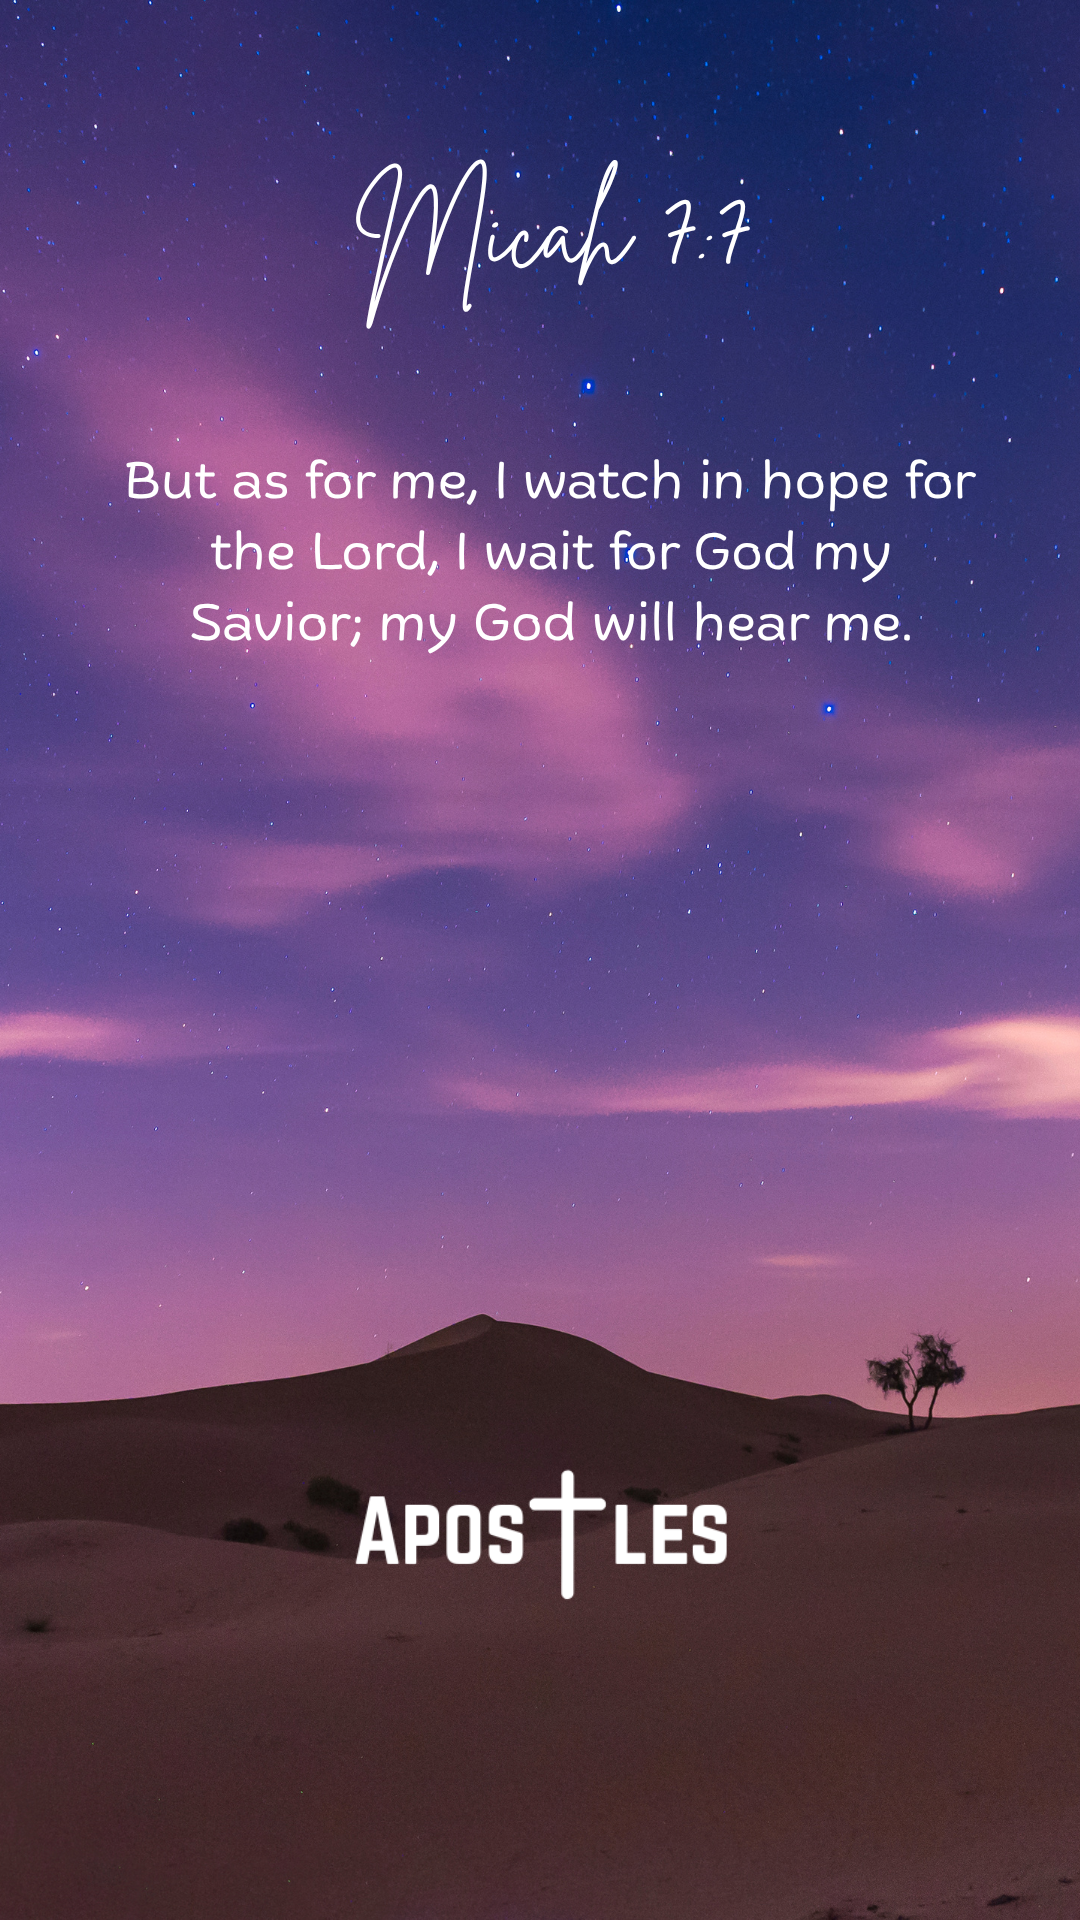 Micah 7:7
But as for me, I watch in hope for
the Lord, I wait for God my
Savior; my God will hear me.
APOSTLES